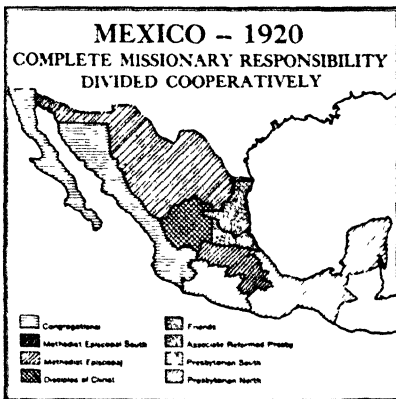 MEXICO – 1920
COMPLETE MISSIONARY RESPONSIBILITY
DIVIDED COOPERATIVELY
Congregational
Methodist Episcopal South
Methodist Episcopal
Disciples of Christ
Friends
Associate Reformed Presby
Presbyterian South
Presbyterian North